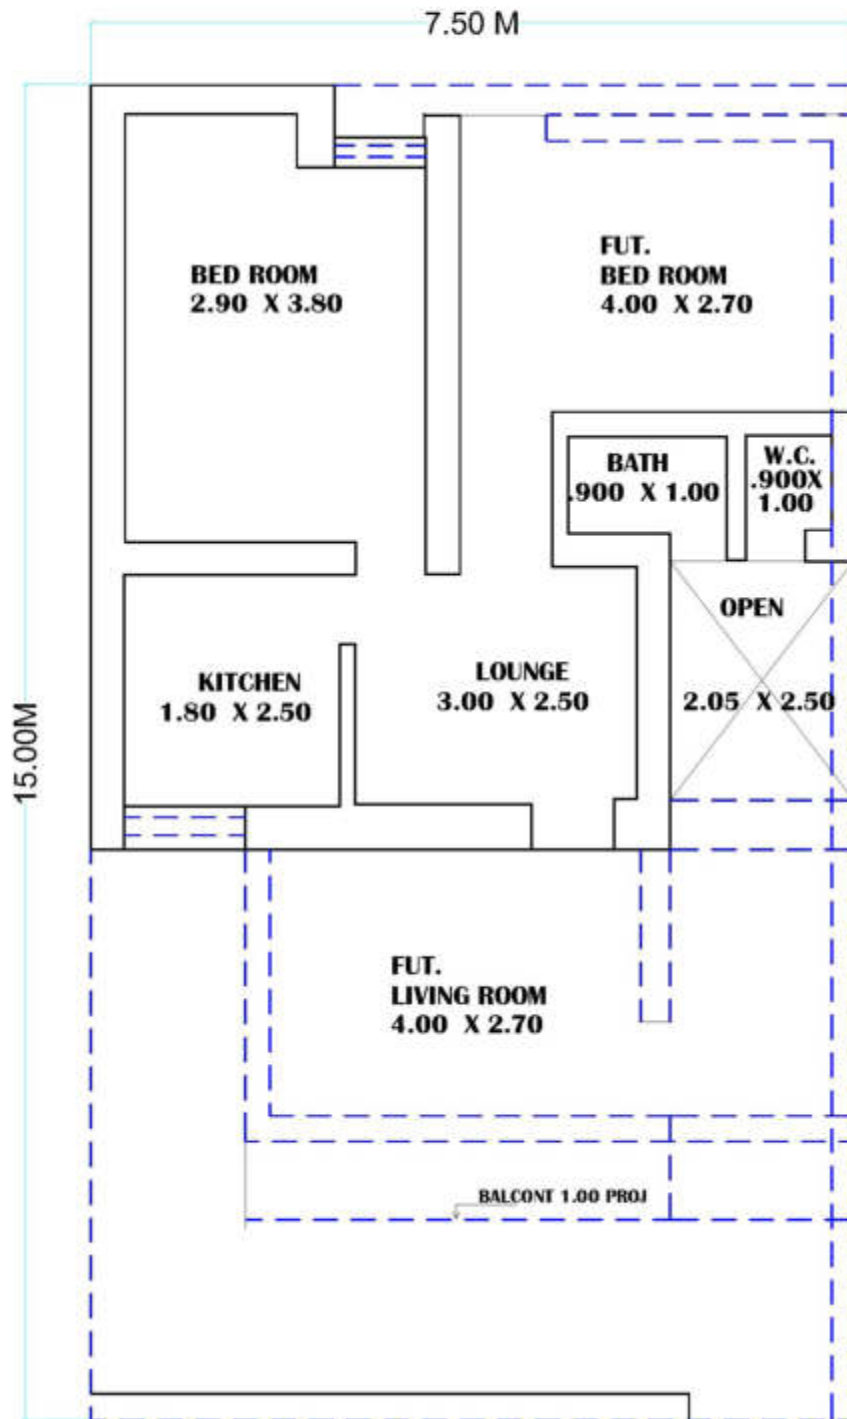 7.50 M
BED ROOM
2.90 X 3.80
FUT.
BED ROOM
4.00 X 2.70
BATH
.900 X 1.00
W.C.
.900X
1.00
OPEN
2.05 X 2.50
KITCHEN
1.80 X 2.50
LOUNGE
3.00 X 2.50
15.00M
FUT.
LIVING ROOM
4.00 X 2.70
BALCONT 1.00 PROJ